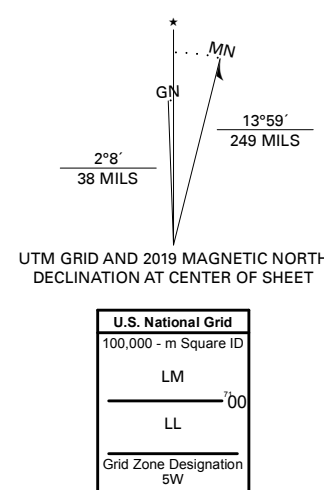 ★
MN
GN
13°59´
249 MILS
2°8´
38 MILS
UTM GRID AND 2019 MAGNETIC NORTH
DECLINATION AT CENTER OF SHEET
U.S. National Grid
100,000 - m Square ID
LM
⁷¹00
LL
Grid Zone Designation
5W